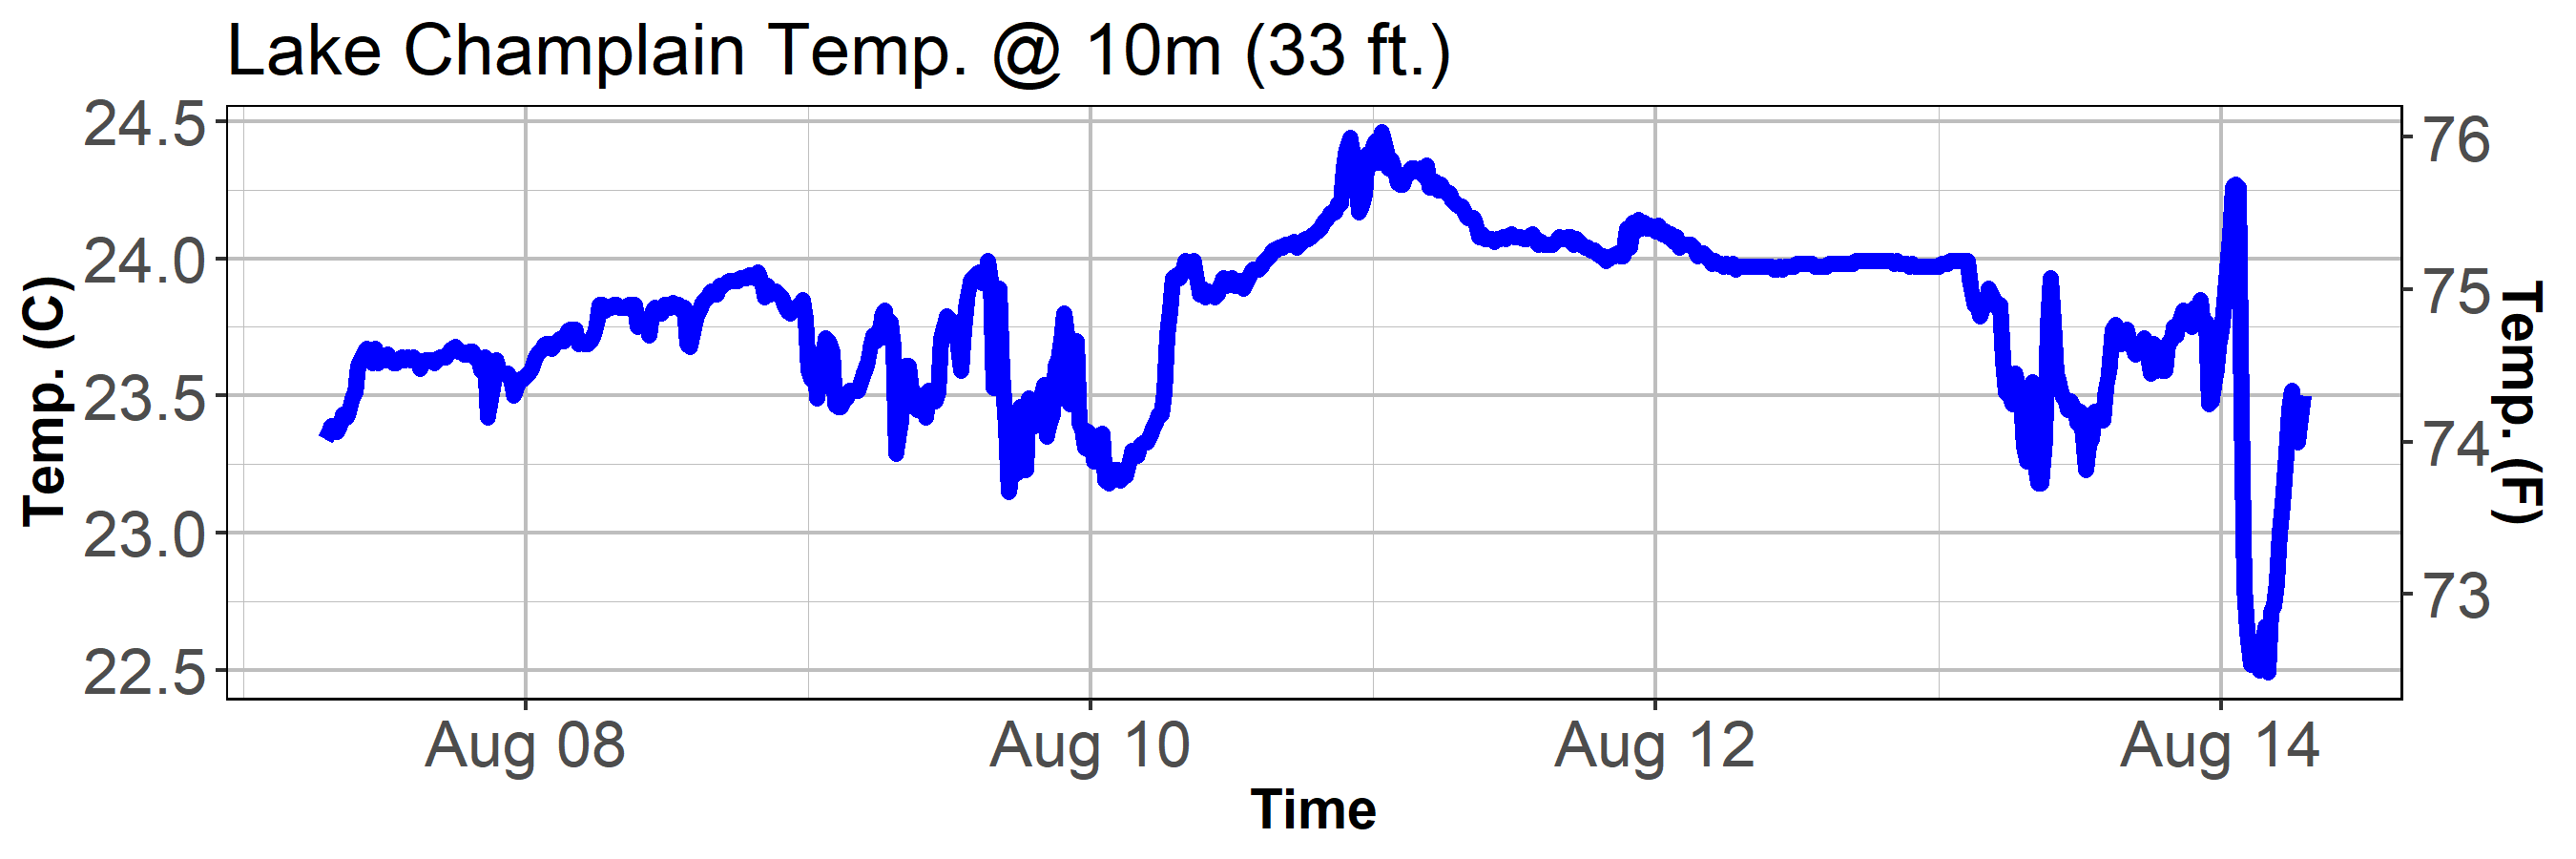 Lake Champlain Temp. @ 10m (33 ft.)
Temp. (C)
24.5
24.0
23.5
23.0
22.5
76
75
74
73
Temp. (F)
Aug 08 Aug 10 Aug 12 Aug 14
Time